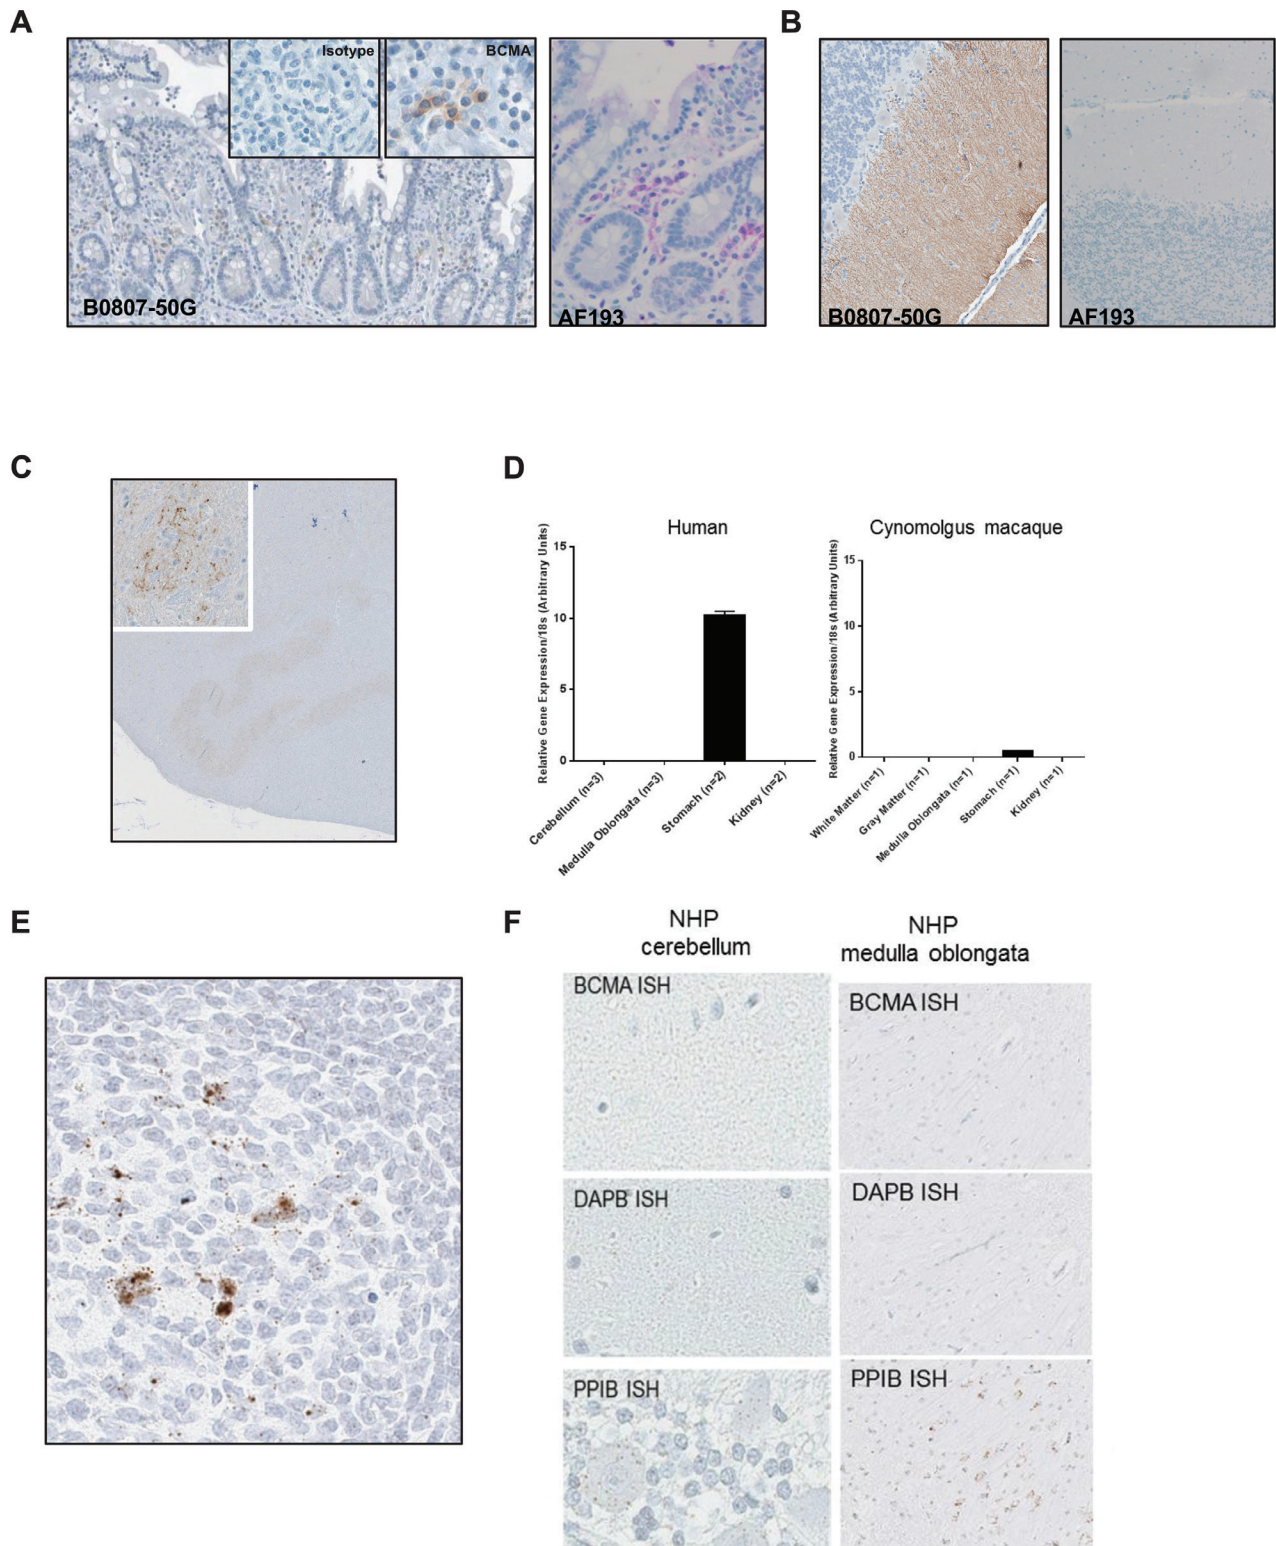 A
B
Isotype
BCMA
B0807-50G
AF193
B0807-50G
AF193
C
D
Human
Relative Gene Expression/18s (Arbitrary Units)
15
10
5
0
Cerebellum (n=3)
Medulla Oblongata (n=3)
Stomach (n=2)
Kidney (n=2)
Cynomolgus macaque
Relative Gene Expression/18s (Arbitrary Units)
15
10
5
0
White Matter (n=1)
Gray Matter (n=1)
Medulla Oblongata (n=1)
Stomach (n=1)
Kidney (n=1)
E
F
NHP
cerebellum
NHP
medulla oblongata
BCMA ISH
BCMA ISH
DAPB ISH
DAPB ISH
PPIB ISH
PPIB ISH